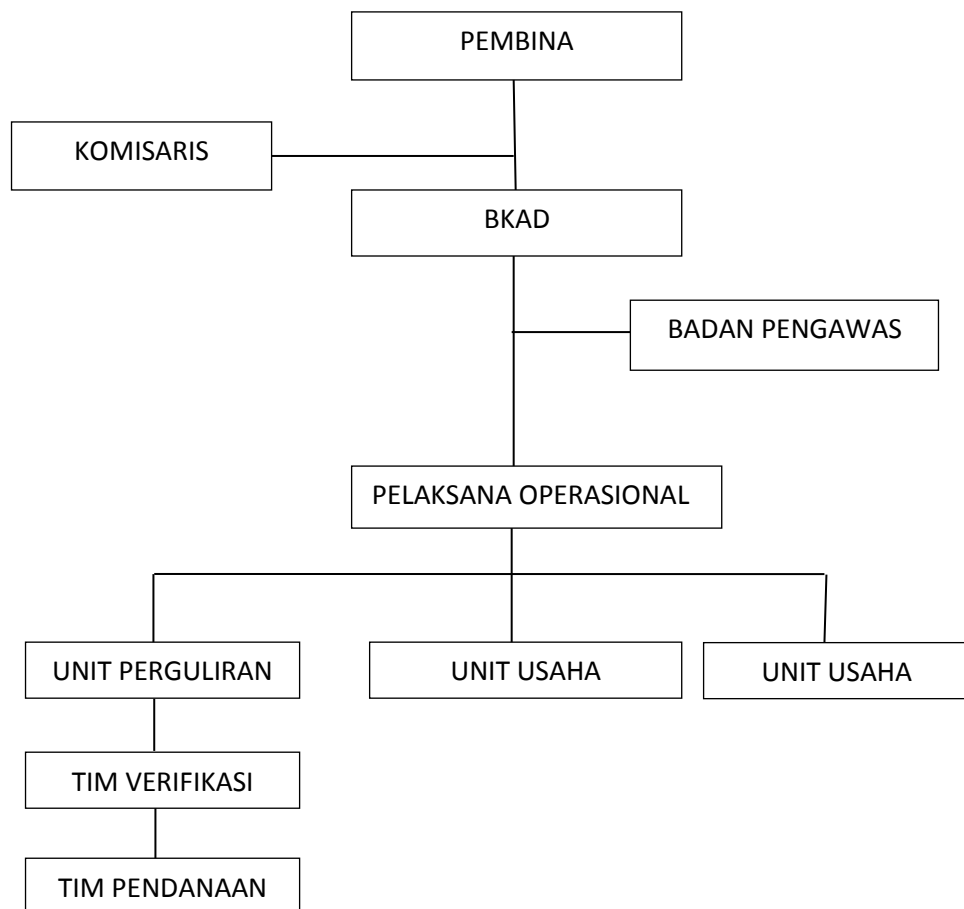 PEMBINA
KOMISARIS
BKAD
BADAN PENGAWAS
PELAKSANA OPERASIONAL
UNIT PERGULIRAN
UNIT USAHA
UNIT USAHA
TIM VERIFIKASI
TIM PENDANAAN